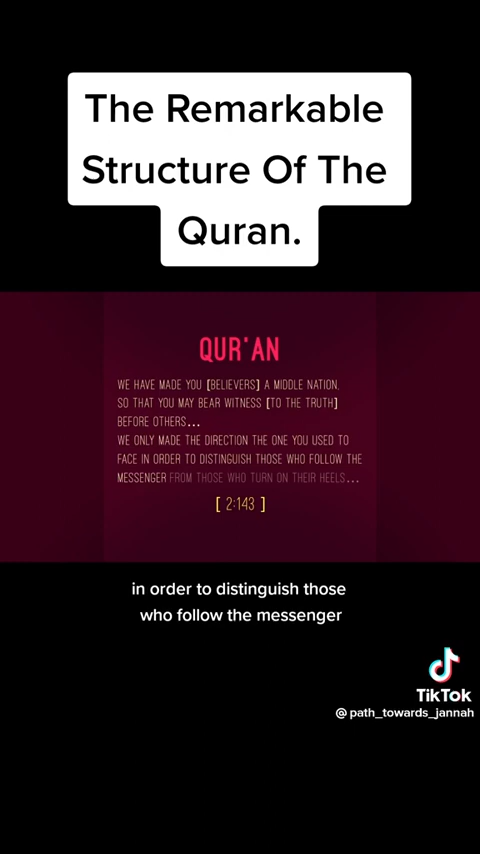 The Remarkable
Structure Of The
Quran.
QUR'AN
WE HAVE MADE YOU [BELIEVERS] A MIDDLE NATION,
SO THAT YOU MAY BEAR WITNESS [TO THE TRUTH]
BEFORE OTHERS...
WE ONLY MADE THE DIRECTION THE ONE YOU USED TO
FACE IN ORDER TO DISTINGUISH THOSE WHO FOLLOW THE
MESSENGER FROM THOSE WHO TURN ON THEIR HEELS...
[ 2:143 ]
in order to distinguish those
who follow the messenger
TikTok
@path_towards_jannah